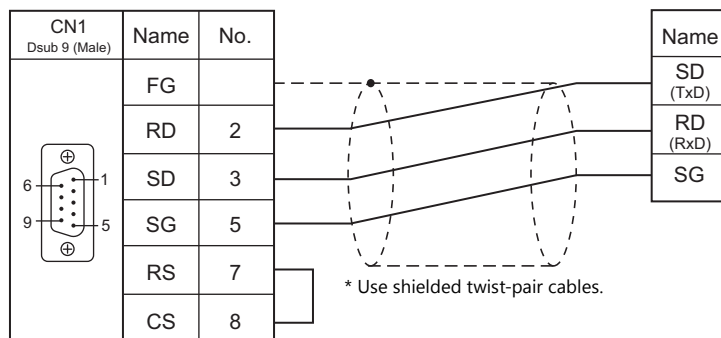 CN1
Dsub 9 (Male)
Name
No.
FG
RD
2
SD
3
SG
5
RS
7
CS
8
6
1
9
5
* Use shielded twist-pair cables.
Name
SD
(TxD)
RD
(RxD)
SG